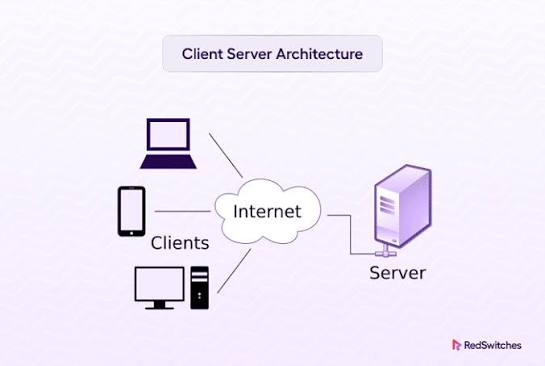 Client Server Architecture
Internet
Clients
Server
RedSwitches